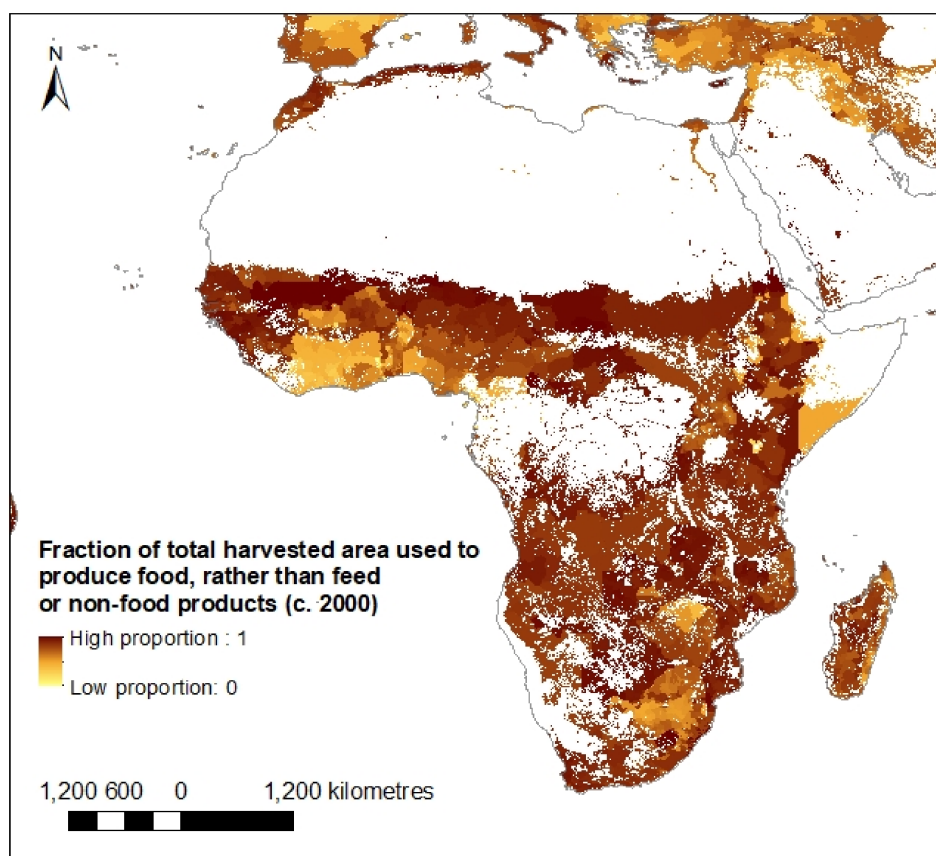 N
Fraction of total harvested area used to
produce food, rather than feed
or non-food products (c. 2000)
High proportion : 1
Low proportion: 0
1,200 600 0 1,200 kilometres